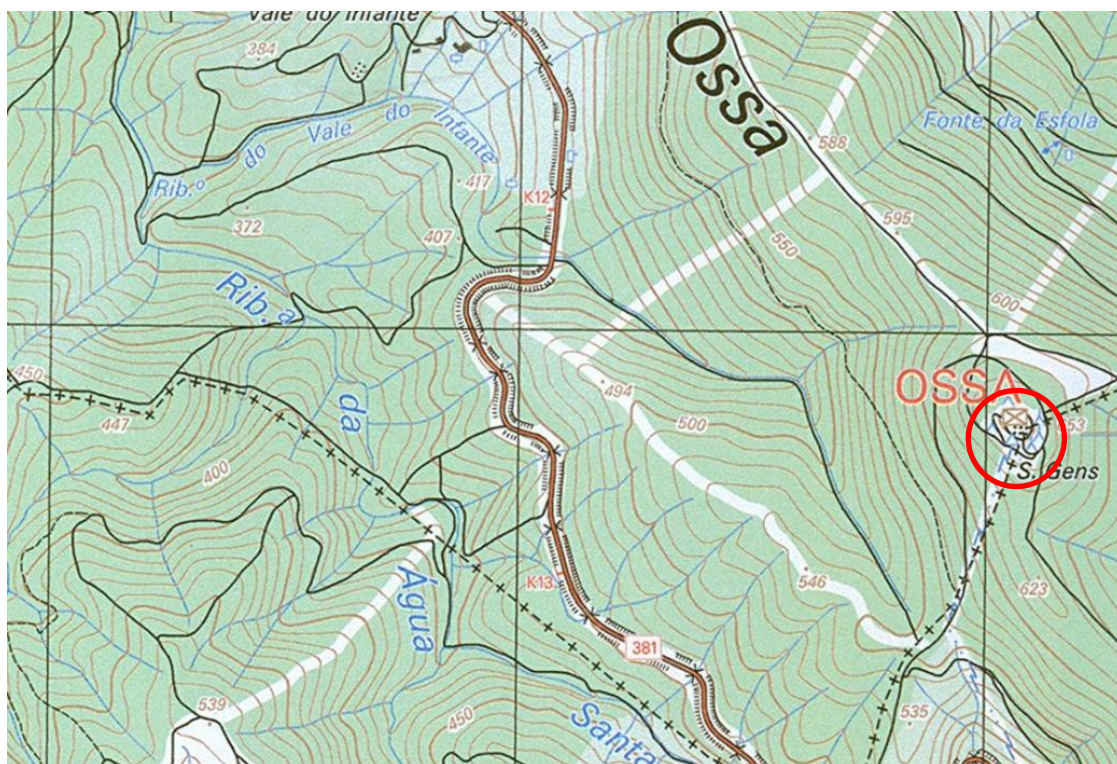 Vale do Infante
384
Ossa
Fonte da Esfola
588
Rib.º do Vale do Infante
417
K12
372
407
595
550
600
Rib.a da Água Santa
450
494
OSSA
447
500
53
S. Gens
400
546
623
K13
381
539
450
535